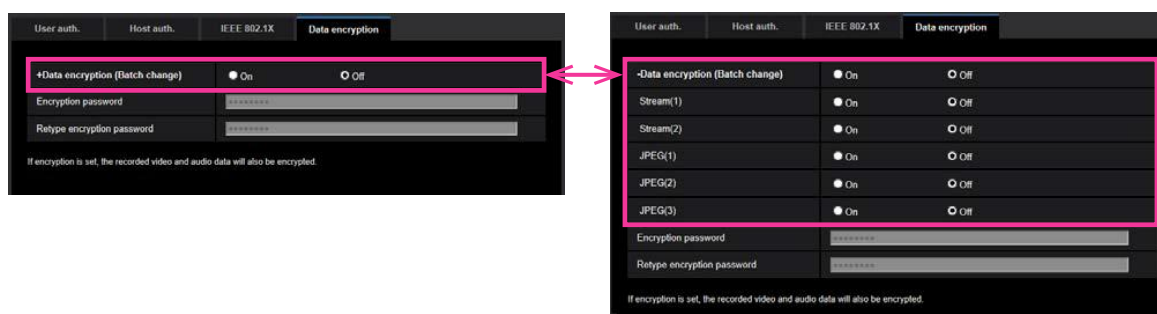 User auth. Host auth. IEEE 802.1X Data encryption
+Data encryption (Batch change) On Off
Encryption password
Retype encryption password
If encryption is set, the recorded video and audio data will also be encrypted.
User auth. Host auth. IEEE 802.1X Data encryption
-Data encryption (Batch change) On Off
Stream(1) On Off
Stream(2) On Off
JPEG(1) On Off
JPEG(2) On Off
JPEG(3) On Off
Encryption password
Retype encryption password
If encryption is set, the recorded video and audio data will also be encrypted.